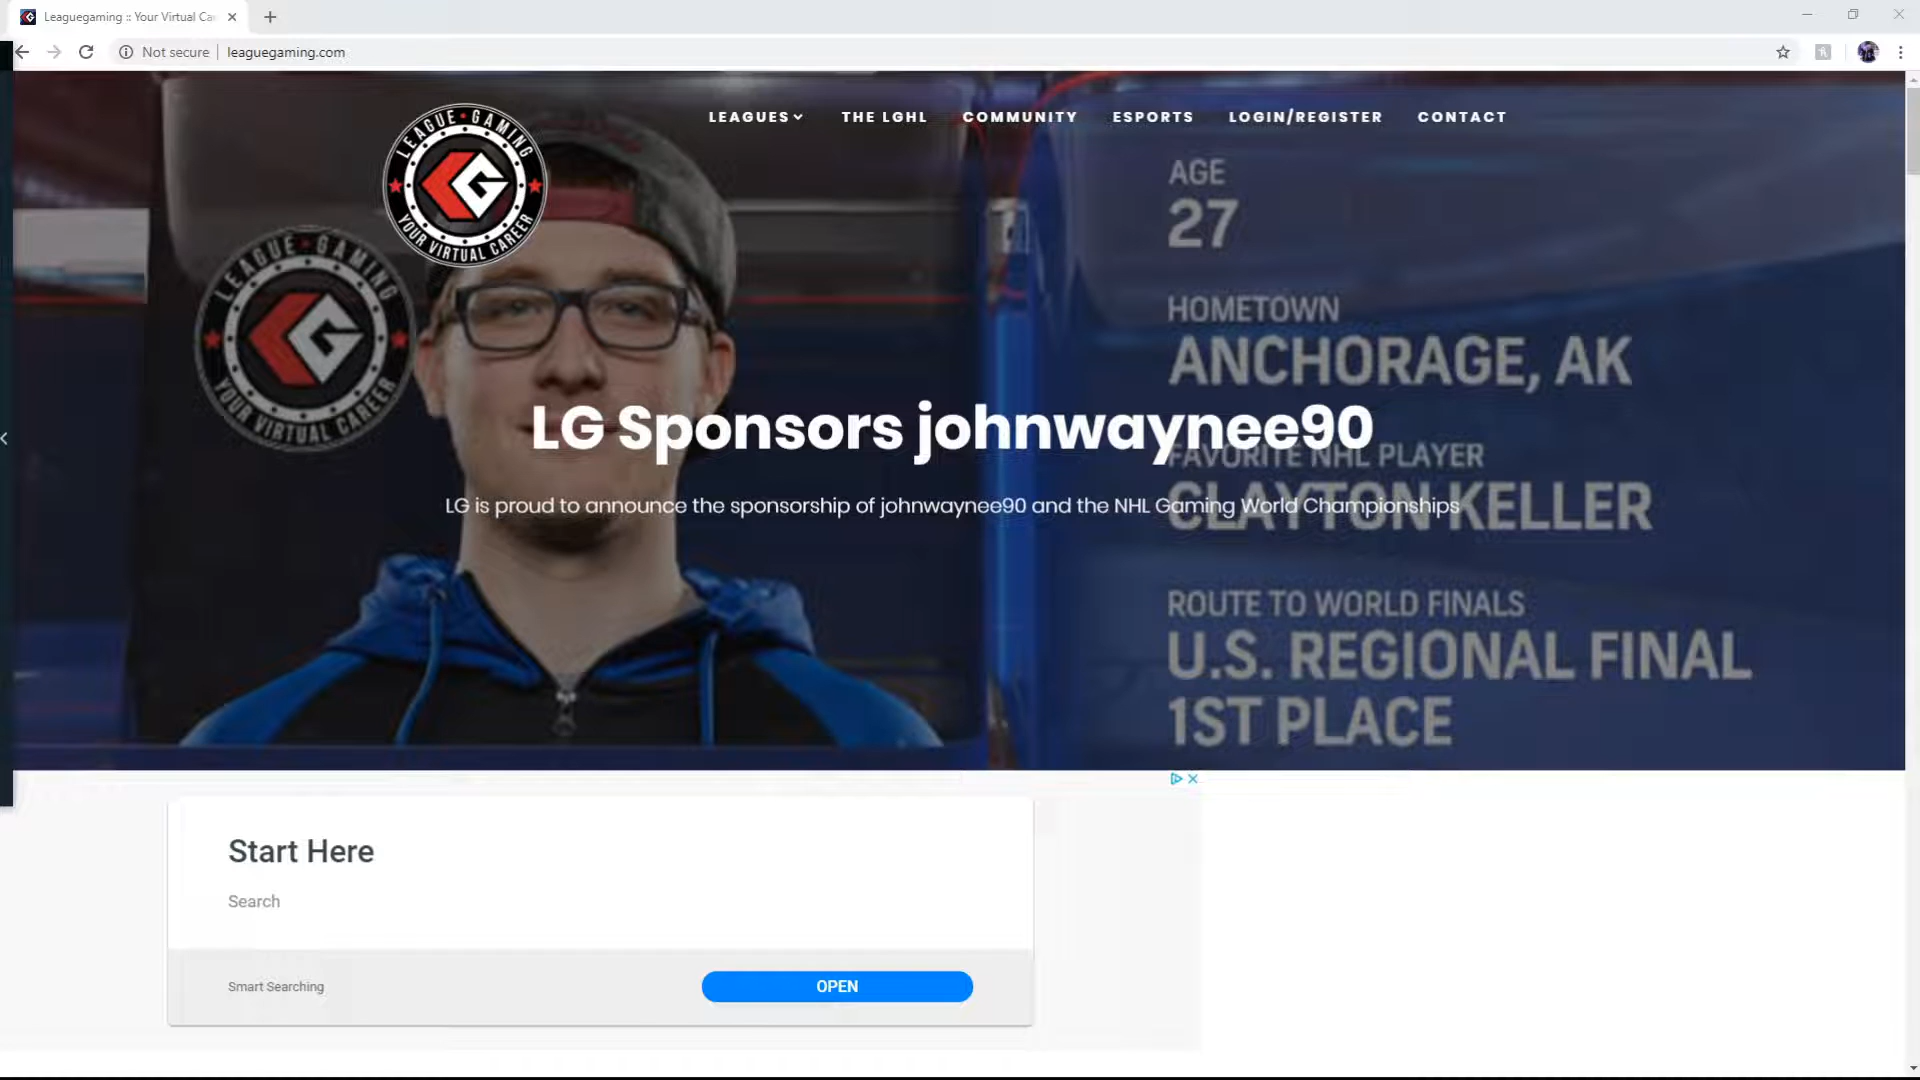 Leaguegaming :: Your Virtual Ca
Not secure
leaguegaming.com
LEAGUES
THE LGHL
COMMUNITY
ESPORTS
LOGIN/REGISTER
CONTACT
LEAGUE GAMING
YOUR VIRTUAL CAREER
LEAGUE GAMING
YOUR VIRTUAL CAREER
AGE
27
HOMETOWN
ANCHORAGE, AK
LG Sponsors johnwaynee90
FAVORITE NHL PLAYER
CLAYTON KELLER
LG is proud to announce the sponsorship of johnwaynee90 and the NHL Gaming World Championships
ROUTE TO WORLD FINALS
U.S. REGIONAL FINAL
1ST PLACE
Start Here
Search
Smart Searching
OPEN